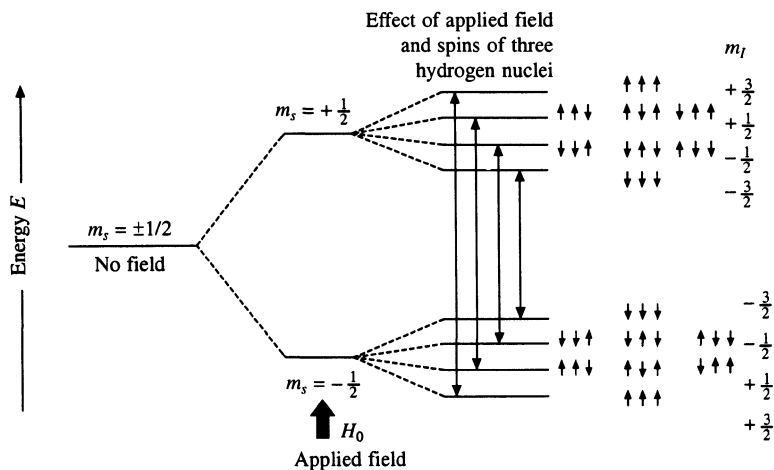 Effect of applied field
and spins of three
hydrogen nuclei
m_I
↑↑↑ + 3/2
m_s = + 1/2
↑↑↓ ↑↓↑ ↓↑↑ + 1/2
↓↓↑ ↓↑↓ ↑↓↓ − 1/2
↓↓↓ − 3/2
Energy E
m_s = ±1/2
No field
↓↓↓ − 3/2
↓↓↑ ↓↑↓ ↑↓↓ − 1/2
↑↑↓ ↑↓↑ ↓↑↑ + 1/2
m_s = − 1/2
↑↑↑ + 3/2
H_0
Applied field